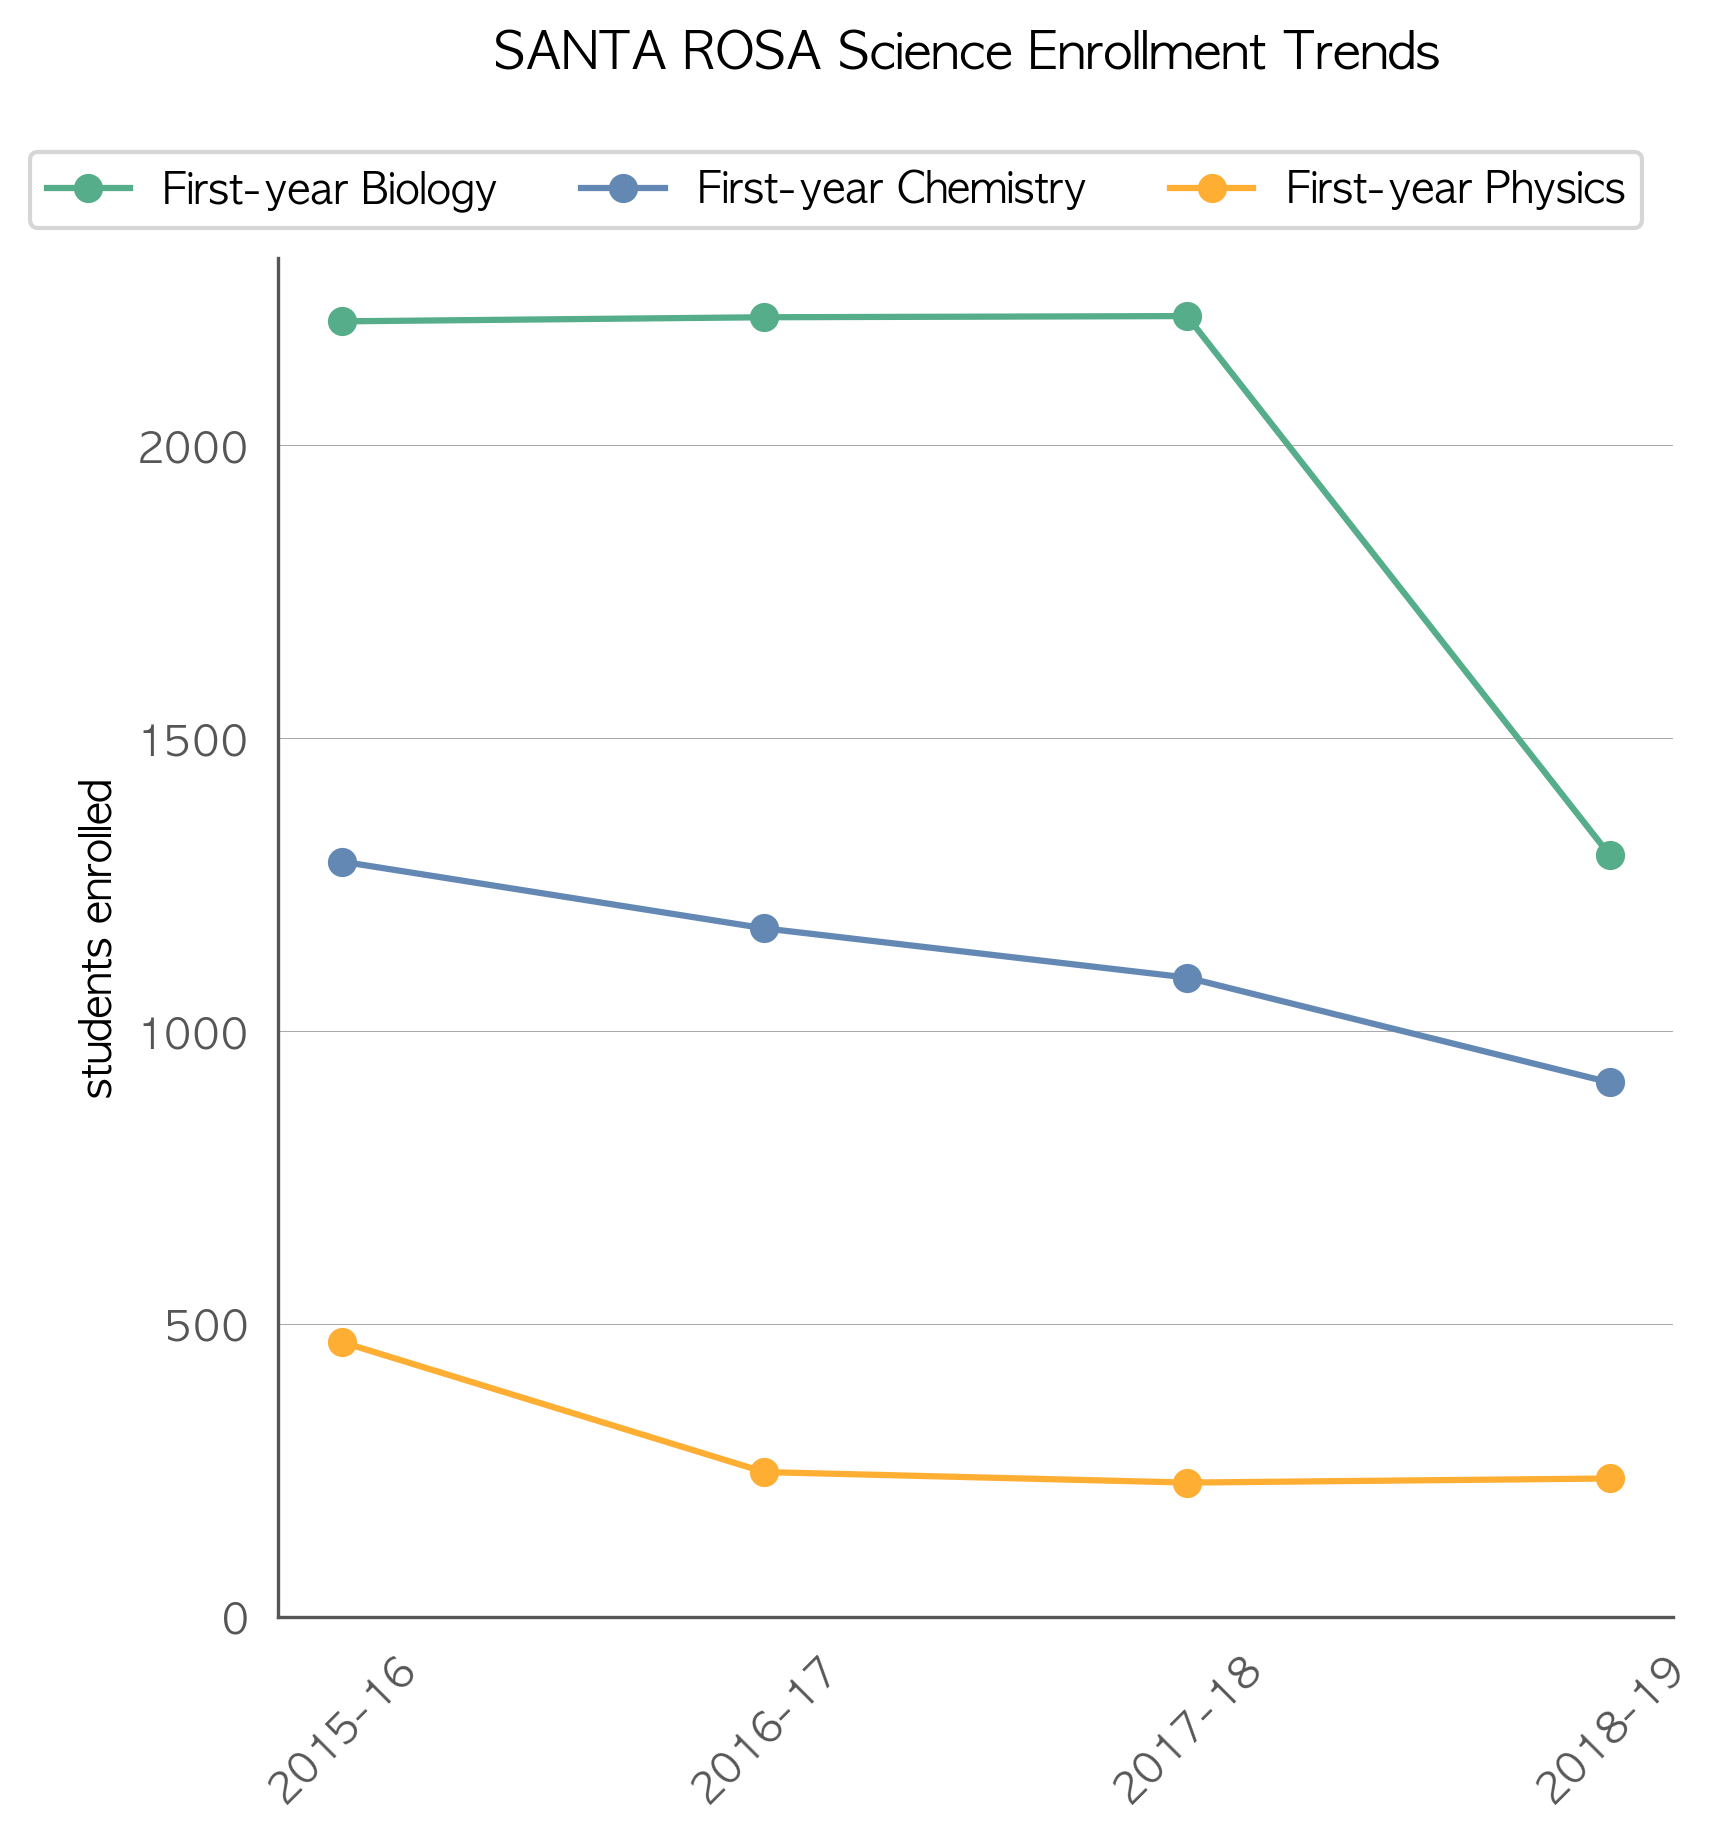 SANTA ROSA Science Enrollment Trends
First-year Biology First-year Chemistry First-year Physics
2000
1500
1000
500
0
students enrolled
2015-16 2016-17 2017-18 2018-19